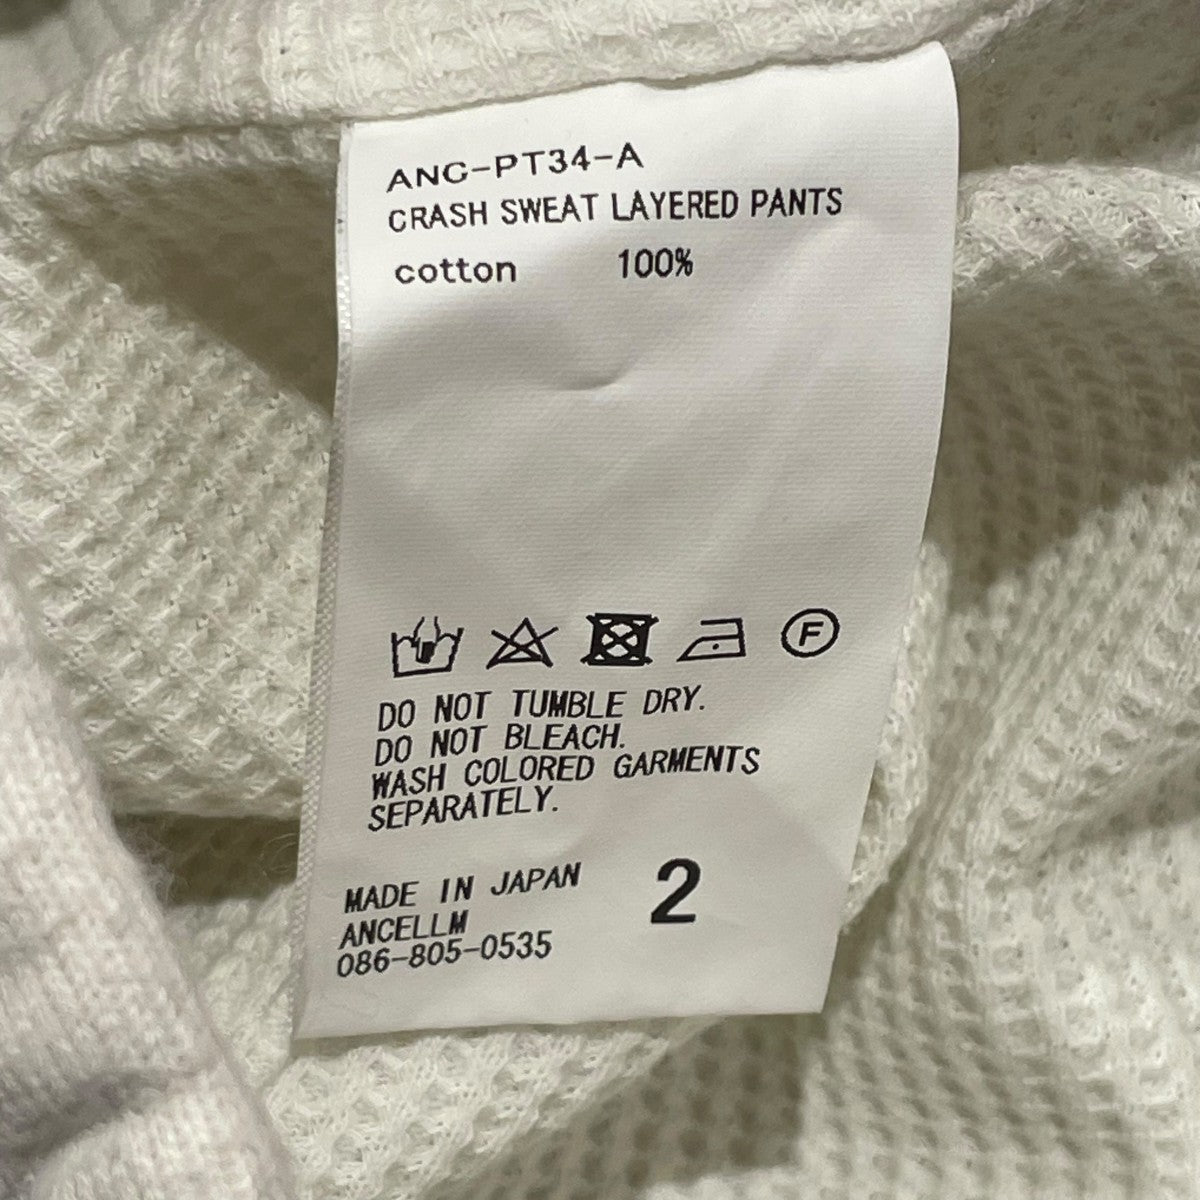 ANC-PT34-A
CRASH SWEAT LAYERED PANTS
cotton 100%
F
DO NOT TUMBLE DRY.
DO NOT BLEACH.
WASH COLORED GARMENTS
SEPARATELY.
MADE IN JAPAN
ANCELLM
086-805-0535
2